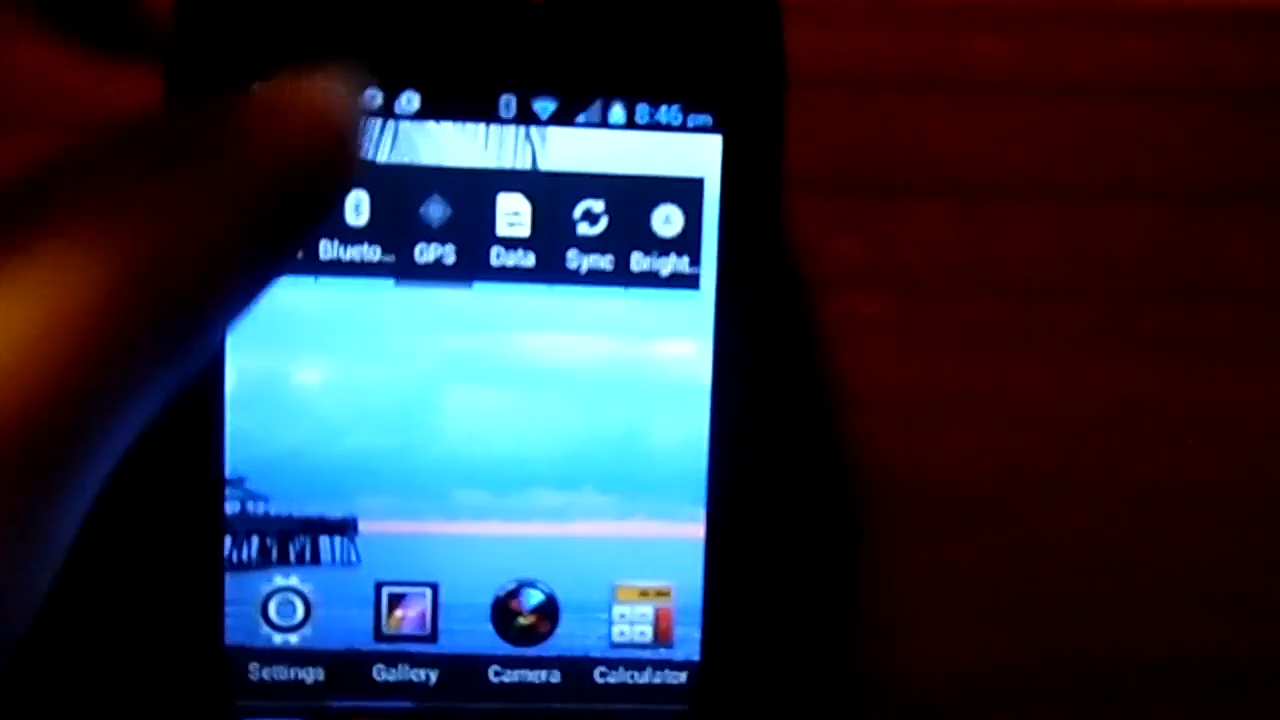 8:46 pm
Blueto... GPS Data Sync Bright...
Settings Gallery Camera Calculator